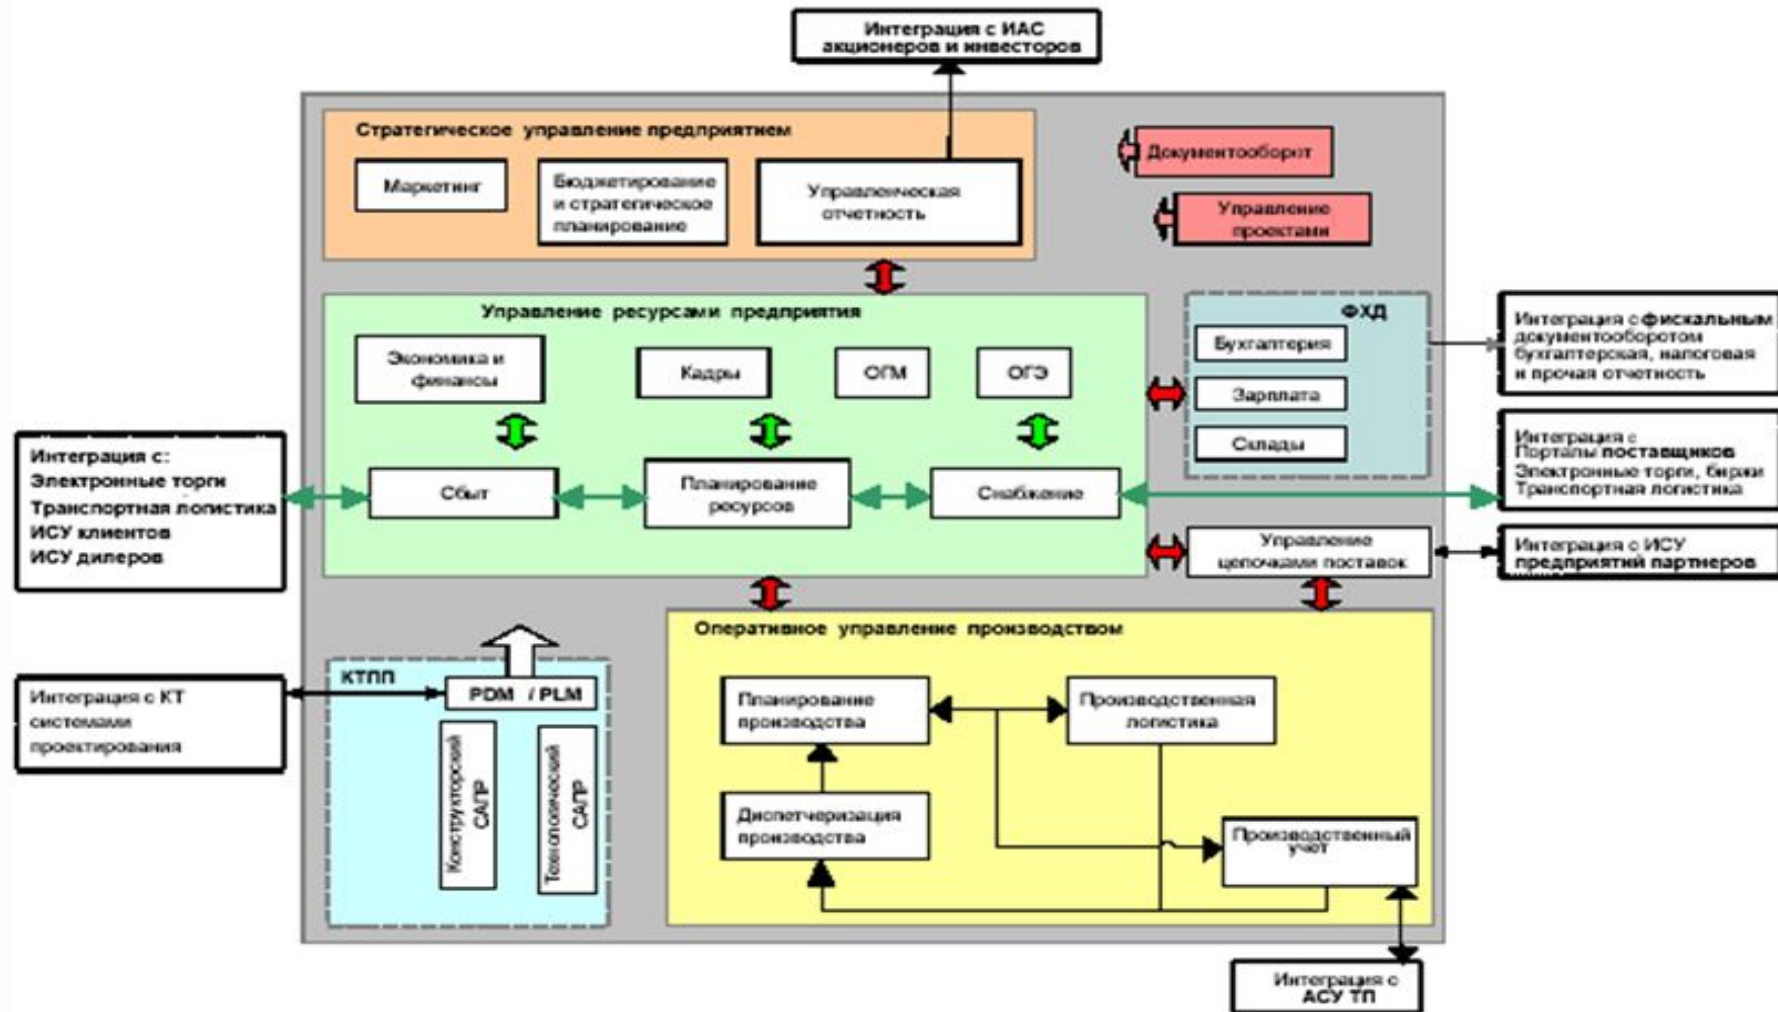 Интеграция с ИАС
акционеров и инвесторов
Стратегическое управление предприятием
Маркетинг
Бюджетирование
и стратегическое
планирование
Управленческая
отчетность
Документооборот
Управление
проектами
Управление ресурсами предприятия
Экономика и
финансы
Кадры
ОГМ
ОГЭ
Сбыт
Планирование
ресурсов
Снабжение
ФХД
Бухгалтерия
Зарплата
Склады
Интеграция с фискальным
документооборотом
бухгалтерская, налоговая
и прочая отчетность
Интеграция с
Порталы поставщиков
Электронные торги, биржи
Транспортная логистика
Интеграция с:
Электронные торги
Транспортная логистика
ИСУ клиентов
ИСУ дилеров
Управление
цепочками поставок
Интеграция с ИСУ
предприятий партнеров
Интеграция с КТ
системами
проектирования
КТПП
PDM / PLM
Конструкторский
САПР
Технологический
САПР
Оперативное управление производством
Планирование
производства
Производственная
логистика
Диспетчеризация
производства
Производственный
учет
Интеграция с
АСУ ТП